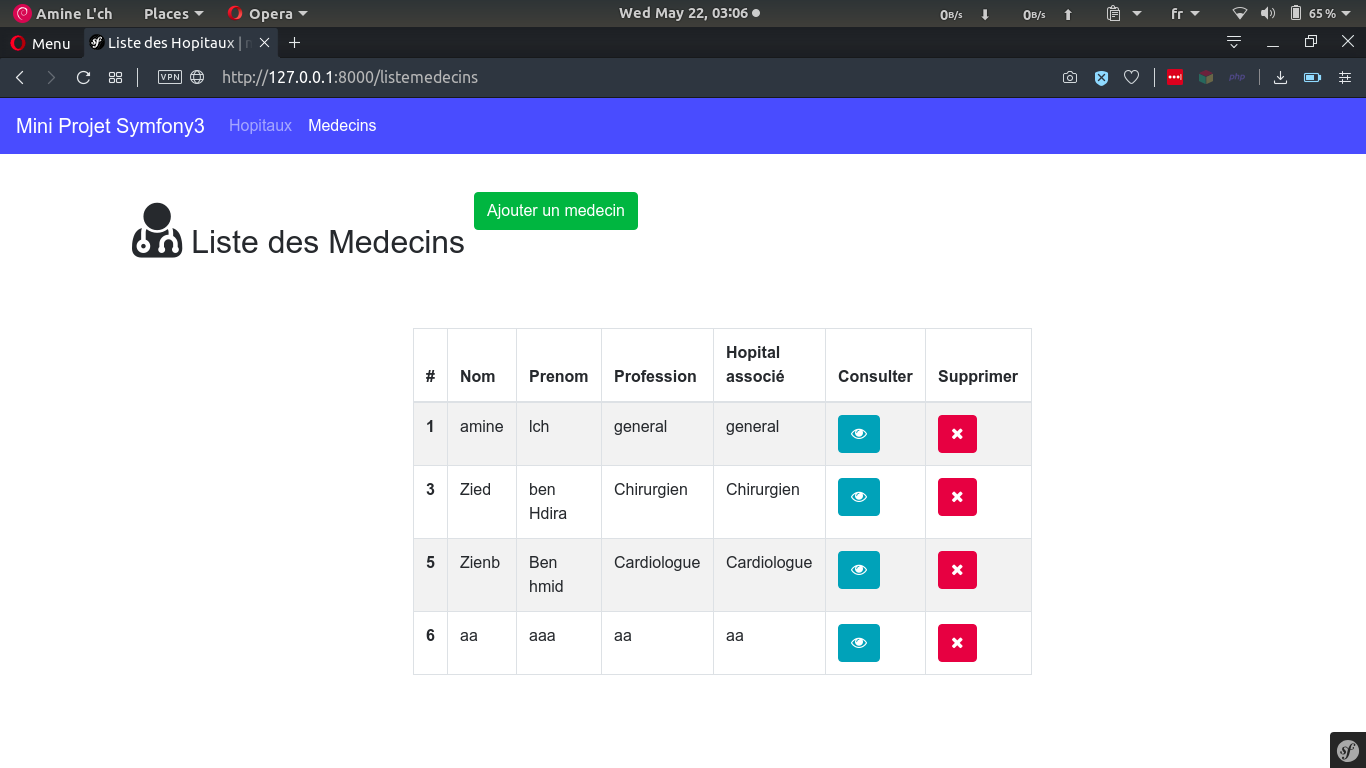 Amine L'ch Places Opera Wed May 22, 03:06 0B/s 0B/s fr 65%
Menu Liste des Hopitaux |
VPN http://127.0.0.1:8000/listemedecins php
Mini Projet Symfony3 Hopitaux Medecins
Ajouter un medecin
Liste des Medecins
# Nom Prenom Profession Hopital associé Consulter Supprimer
1 amine lch general general
3 Zied ben Hdira Chirurgien Chirurgien
5 Zienb Ben hmid Cardiologue Cardiologue
6 aa aaa aa aa
sf